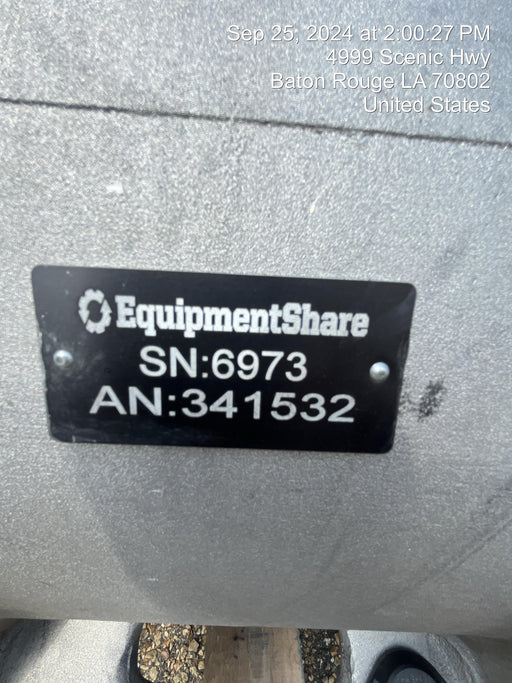 Sep 25, 2024 at 2:00:27 PM
4999 Scenic Hwy
Baton Rouge LA 70802
United States
EquipmentShare
SN:6973
AN:341532